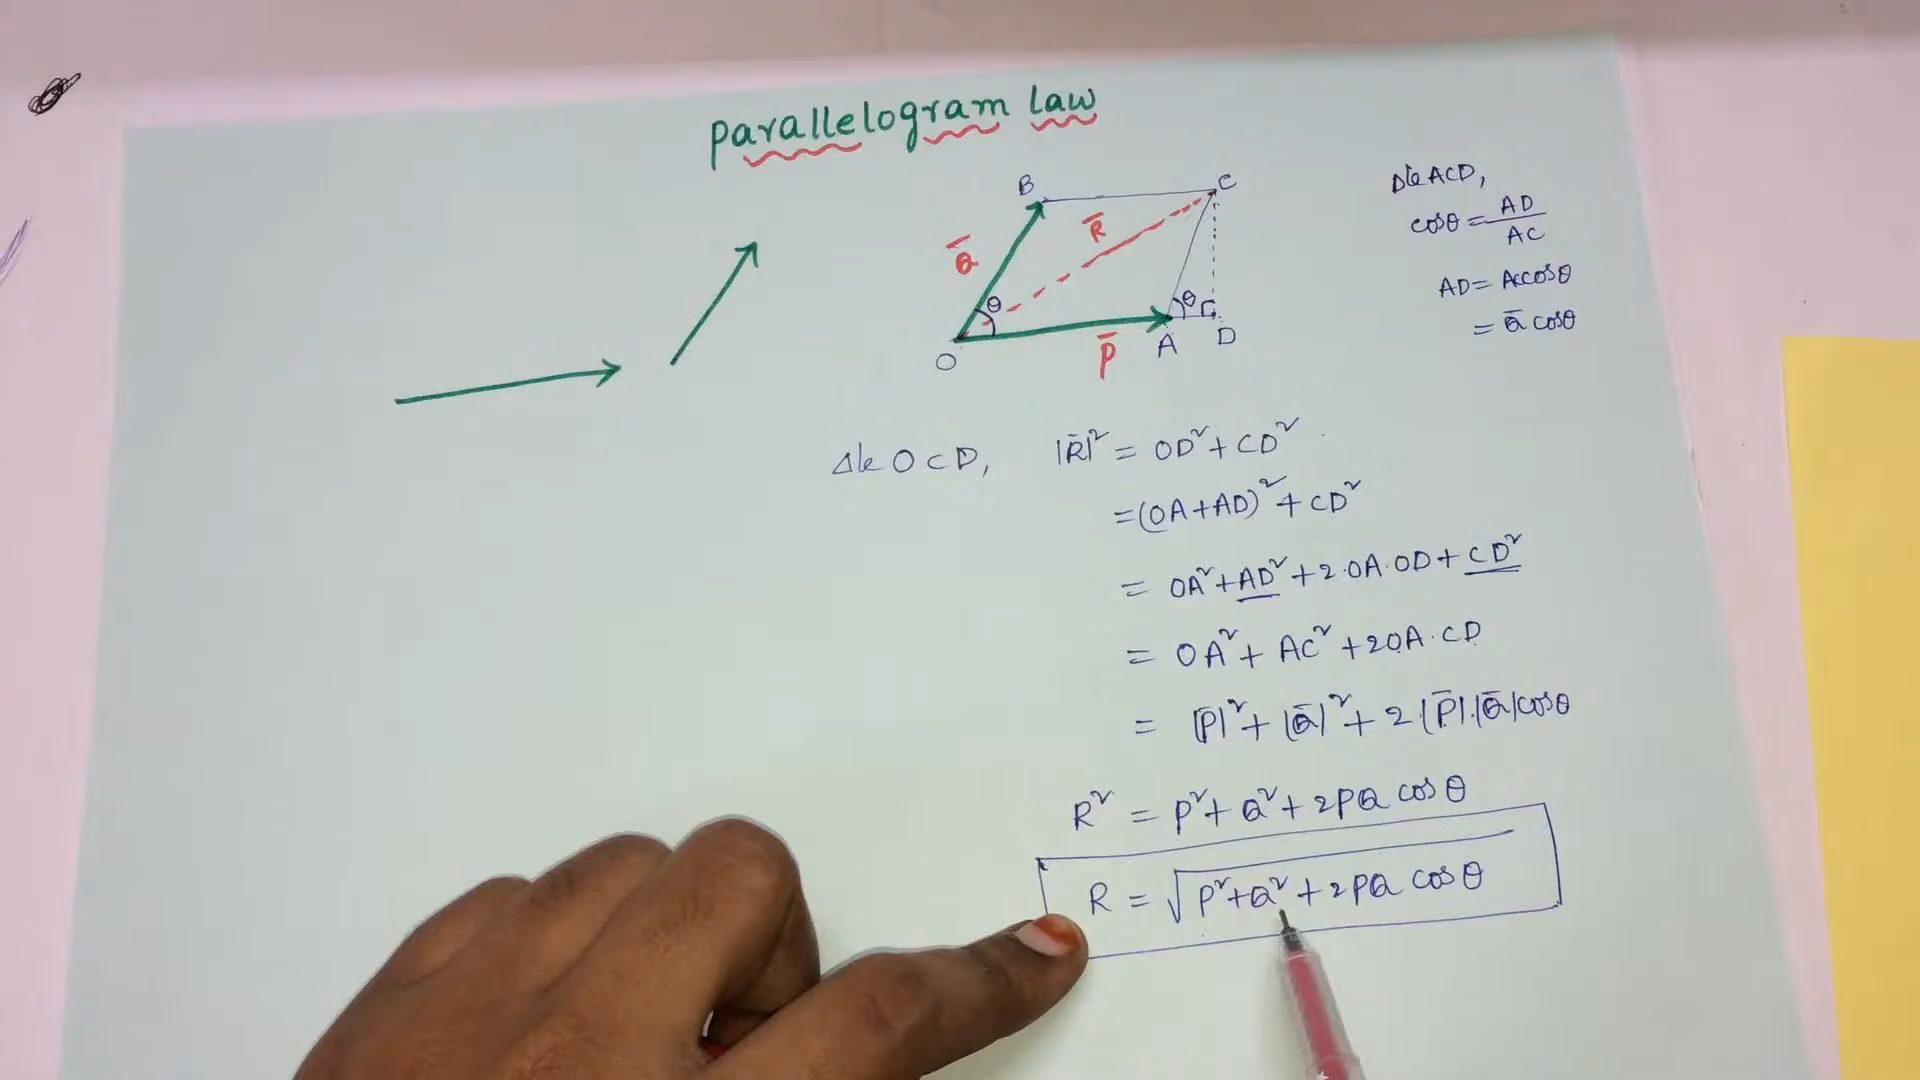 parallelogram law
B
C
Q̄
R̄
θ
θ
O
P̄
A
D
Δle ACD,
cosθ = AD/AC
AD = ACcosθ
= Q̄ cosθ
Δle OCD, |R̄|² = OD² + CD²
= (OA+AD)² + CD²
= OA² + AD² + 2·OA·OD + CD²
= OA² + AC² + 2OA·CD
= |P̄|² + |Q̄|² + 2·|P̄|·|Q̄|cosθ
R² = P² + Q² + 2PQ cosθ
R = √P²+Q²+2PQ cosθ